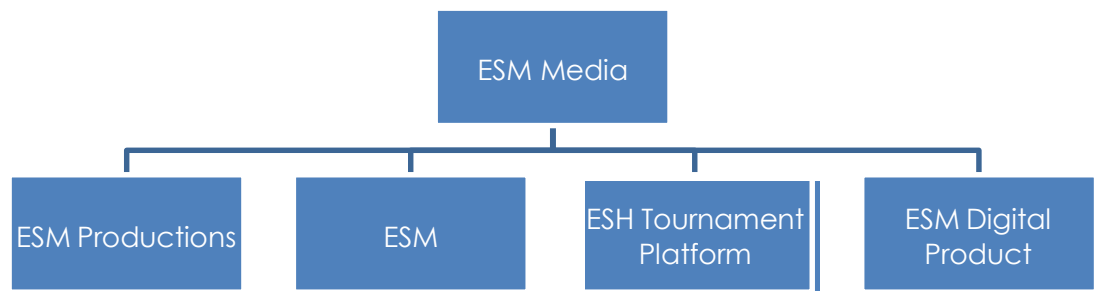 ESM Media
ESM Productions
ESM
ESH Tournament
Platform
ESM Digital
Product